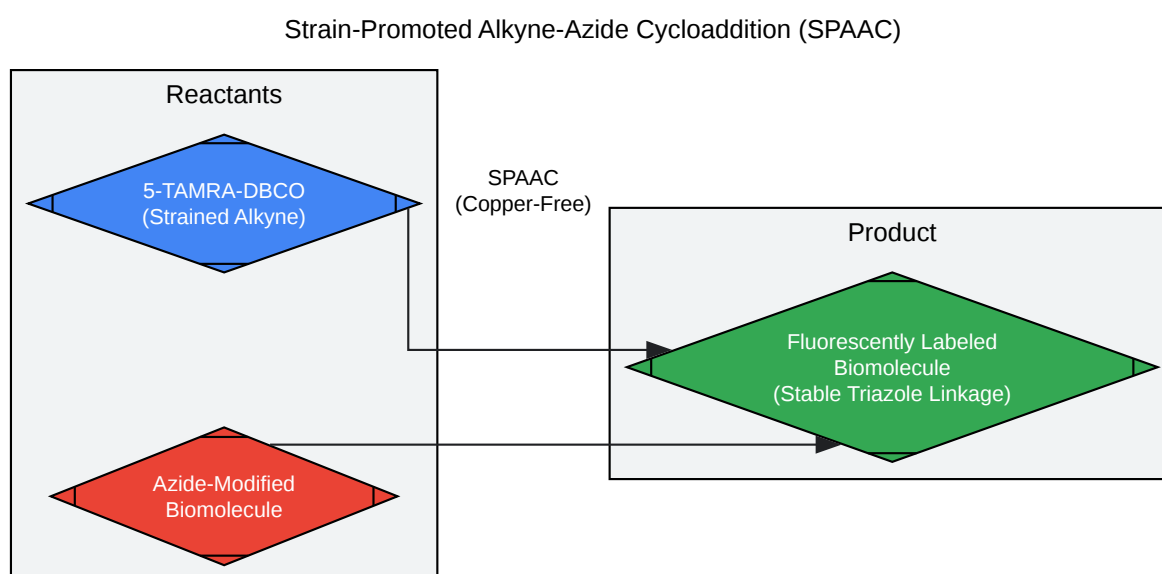 Strain-Promoted Alkyne-Azide Cycloaddition (SPAAC)
Reactants
5-TAMRA-DBCO
(Strained Alkyne)
SPAAC
(Copper-Free)
Product
Fluorescently Labeled
Biomolecule
(Stable Triazole Linkage)
Azide-Modified
Biomolecule